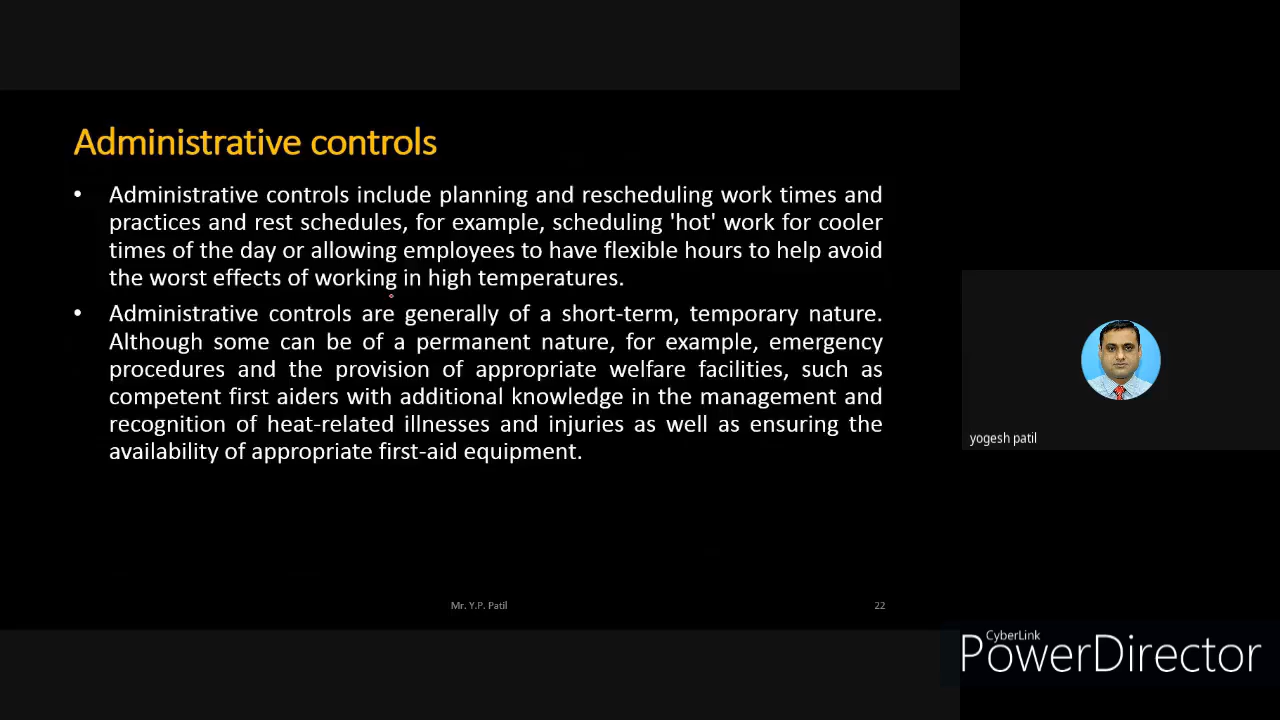 Administrative controls
• Administrative controls include planning and rescheduling work times and
practices and rest schedules, for example, scheduling 'hot' work for cooler
times of the day or allowing employees to have flexible hours to help avoid
the worst effects of working in high temperatures.
• Administrative controls are generally of a short-term, temporary nature.
Although some can be of a permanent nature, for example, emergency
procedures and the provision of appropriate welfare facilities, such as
competent first aiders with additional knowledge in the management and
recognition of heat-related illnesses and injuries as well as ensuring the
availability of appropriate first-aid equipment.
Mr. Y.P. Patil
22
yogesh patil
CyberLink
PowerDirector